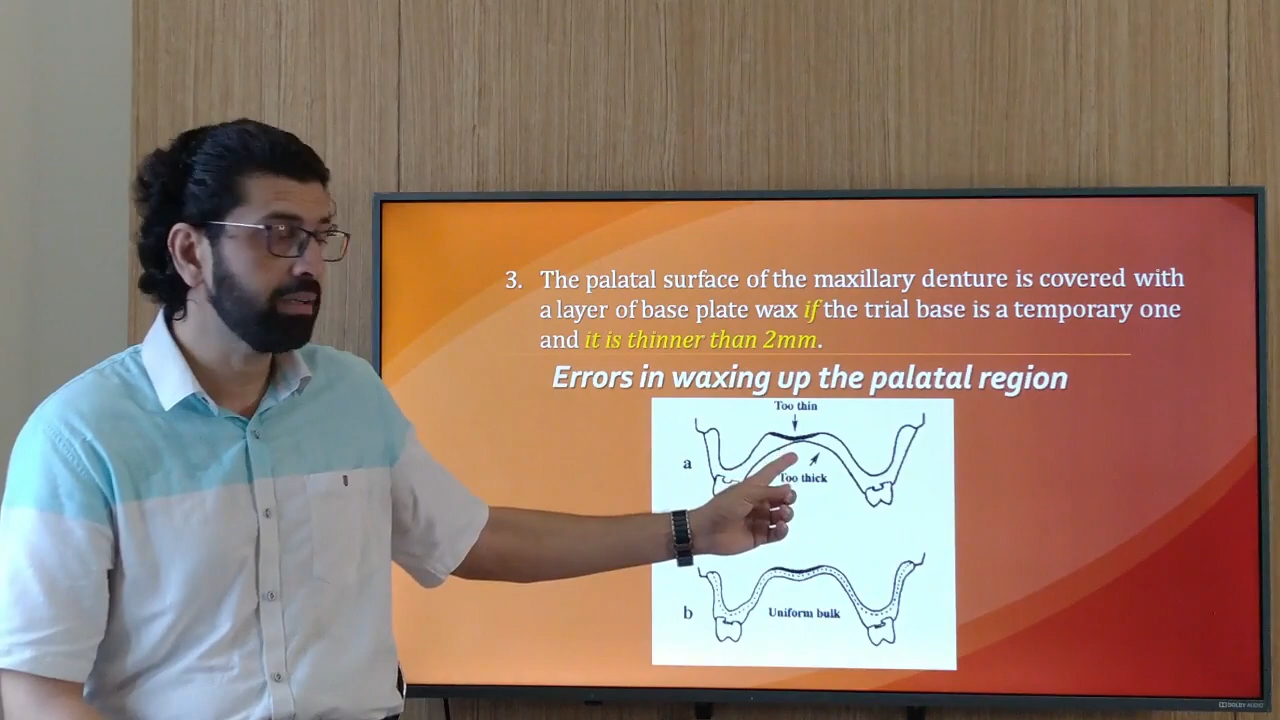 3. The palatal surface of the maxillary denture is covered with
a layer of base plate wax if the trial base is a temporary one
and it is thinner than 2mm.
Errors in waxing up the palatal region
Too thin
a
Too thick
b
Uniform bulk
DOLBY AUDIO